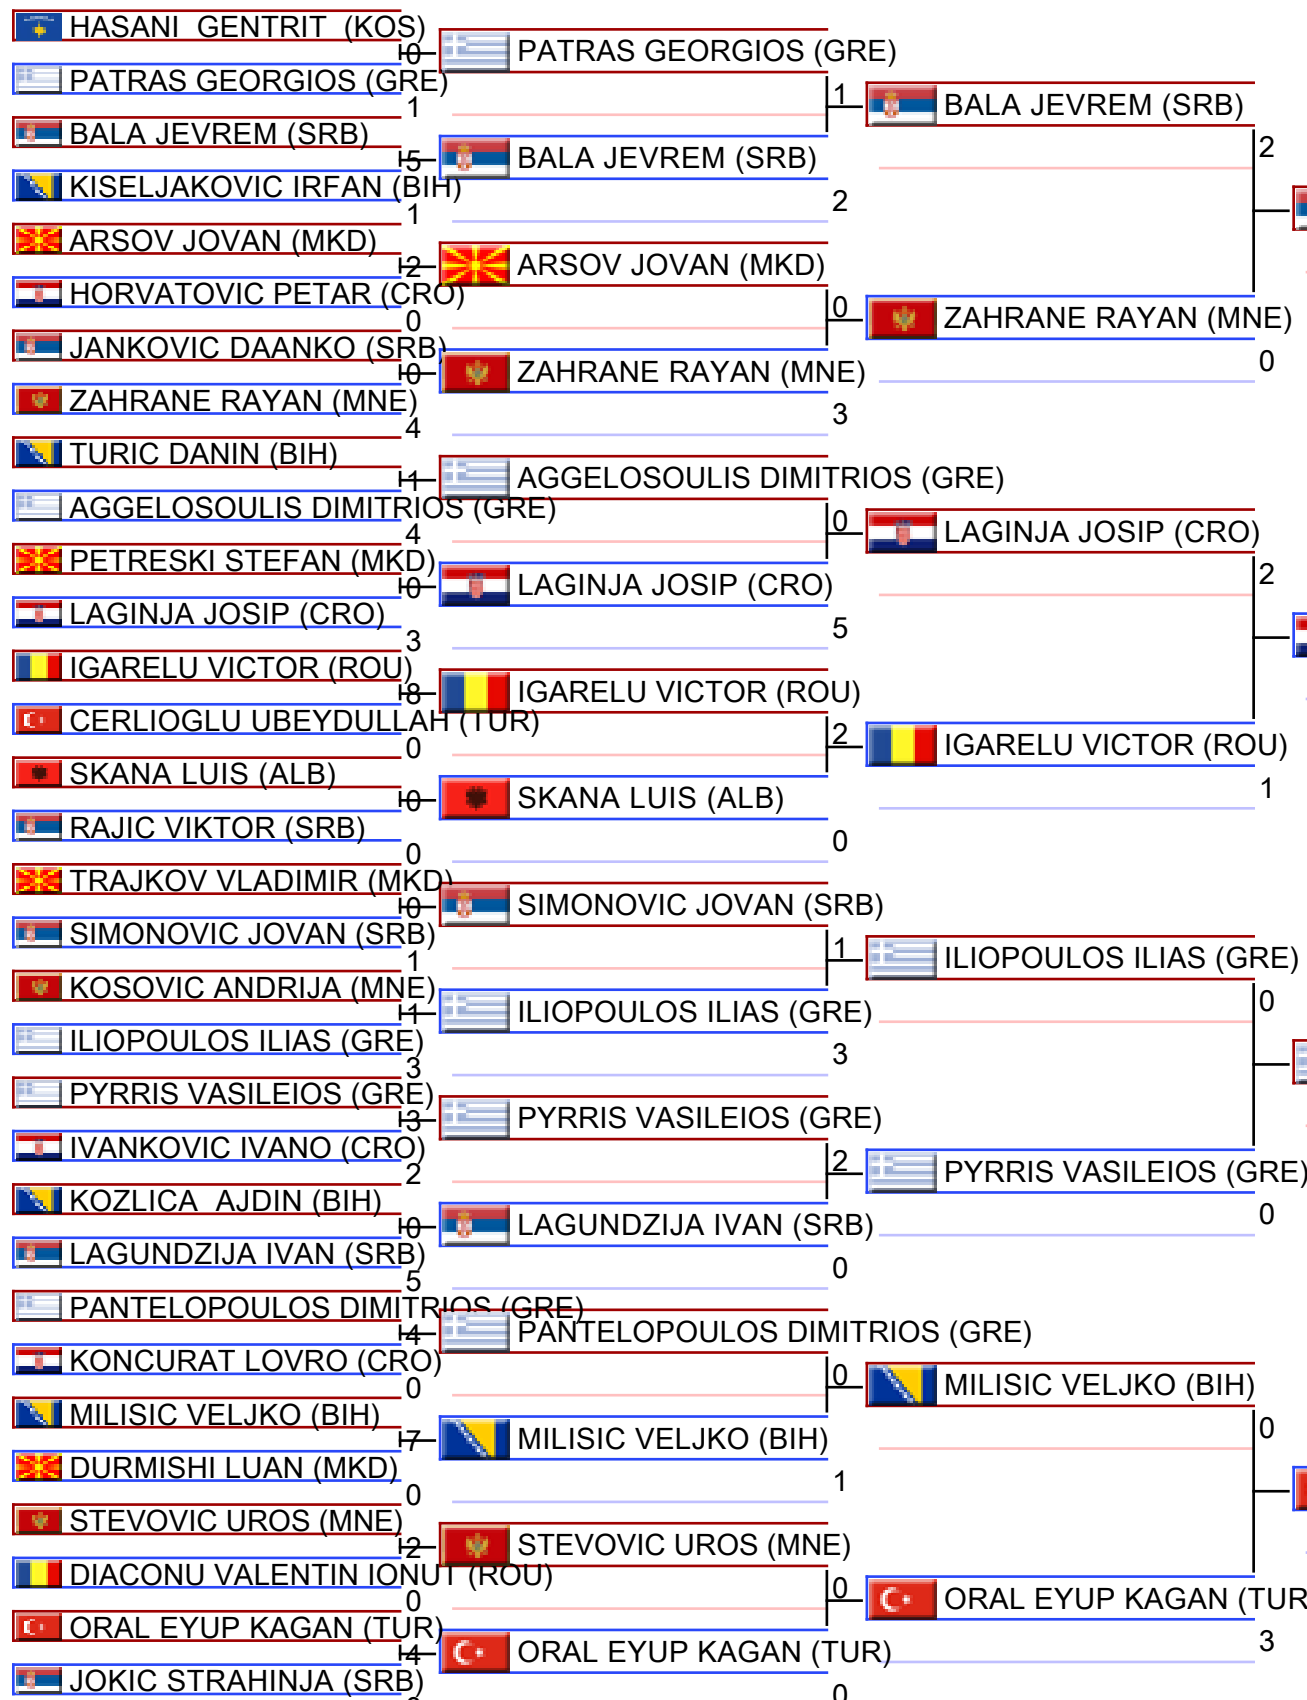 HASANI  GENTRIT  (KOS)
0
PATRAS GEORGIOS (GRE)
1
BALA JEVREM (SRB)
5
KISELJAKOVIC IRFAN (BIH)
1
ARSOV JOVAN (MKD)
2
HORVATOVIC PETAR (CRO)
0
JANKOVIC DAANKO (SRB)
0
ZAHRANE RAYAN (MNE)
4
TURIC DANIN (BIH)
1
AGGELOSOULIS DIMITRIOS (GRE)
4
PETRESKI STEFAN (MKD)
0
LAGINJA JOSIP (CRO)
3
IGARELU VICTOR (ROU)
8
CERLIOGLU UBEYDULLAH (TUR)
0
SKANA LUIS (ALB)
0
RAJIC VIKTOR (SRB)
0
TRAJKOV VLADIMIR (MKD)
0
SIMONOVIC JOVAN (SRB)
1
KOSOVIC ANDRIJA (MNE)
1
ILIOPOULOS ILIAS (GRE)
3
PYRRIS VASILEIOS (GRE)
3
IVANKOVIC IVANO (CRO)
2
KOZLICA  AJDIN (BIH)
0
LAGUNDZIJA IVAN (SRB)
5
PANTELOPOULOS DIMITRIOS (GRE)
4
KONCURAT LOVRO (CRO)
0
MILISIC VELJKO (BIH)
7
DURMISHI LUAN (MKD)
0
STEVOVIC UROS (MNE)
2
DIACONU VALENTIN IONUT (ROU)
0
ORAL EYUP KAGAN (TUR)
4
JOKIC STRAHINJA (SRB)
PATRAS GEORGIOS (GRE)
1
BALA JEVREM (SRB)
2
ARSOV JOVAN (MKD)
0
ZAHRANE RAYAN (MNE)
3
AGGELOSOULIS DIMITRIOS (GRE)
0
LAGINJA JOSIP (CRO)
5
IGARELU VICTOR (ROU)
2
SKANA LUIS (ALB)
0
SIMONOVIC JOVAN (SRB)
1
ILIOPOULOS ILIAS (GRE)
3
PYRRIS VASILEIOS (GRE)
2
LAGUNDZIJA IVAN (SRB)
0
PANTELOPOULOS DIMITRIOS (GRE)
0
MILISIC VELJKO (BIH)
1
STEVOVIC UROS (MNE)
0
ORAL EYUP KAGAN (TUR)
0
BALA JEVREM (SRB)
2
ZAHRANE RAYAN (MNE)
0
LAGINJA JOSIP (CRO)
2
IGARELU VICTOR (ROU)
1
ILIOPOULOS ILIAS (GRE)
0
PYRRIS VASILEIOS (GRE)
0
MILISIC VELJKO (BIH)
0
ORAL EYUP KAGAN (TUR
3